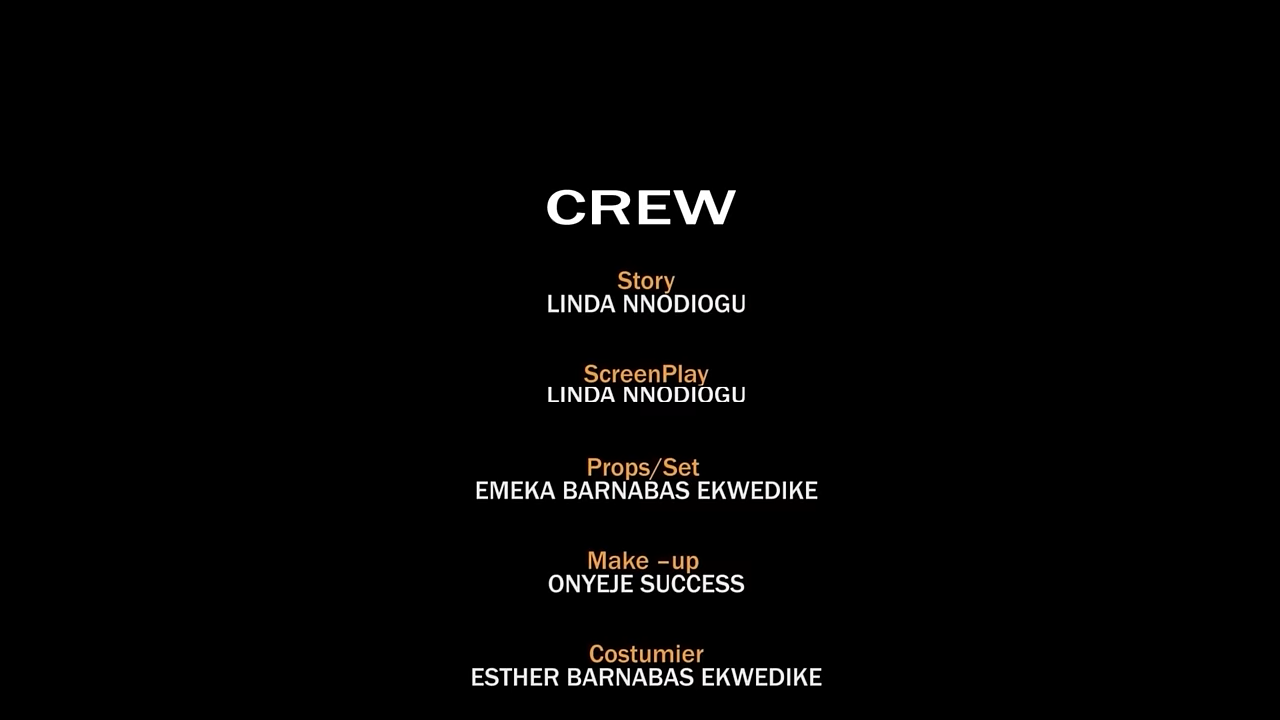 CREW
Story
LINDA NNODIOGU
ScreenPlay
LINDA NNODIOGU
Props/Set
EMEKA BARNABAS EKWEDIKE
Make –up
ONYEJE SUCCESS
Costumier
ESTHER BARNABAS EKWEDIKE